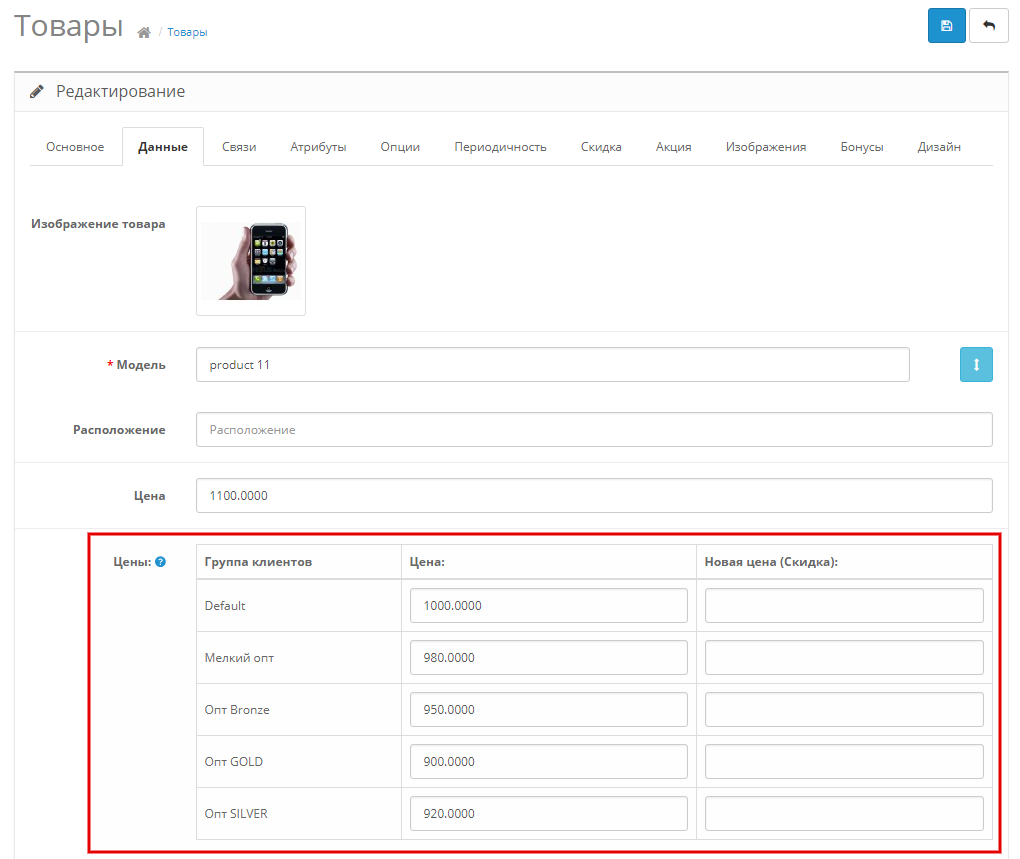 Товары / Товары
Редактирование
Основное Данные Связи Атрибуты Опции Периодичность Скидка Акция Изображения Бонусы Дизайн
Изображение товара
* Модель product 11
Расположение Расположение
Цена 1100.0000
Цены: ? Группа клиентов Цена: Новая цена (Скидка):
Default 1000.0000
Мелкий опт 980.0000
Опт Bronze 950.0000
Опт GOLD 900.0000
Опт SILVER 920.0000